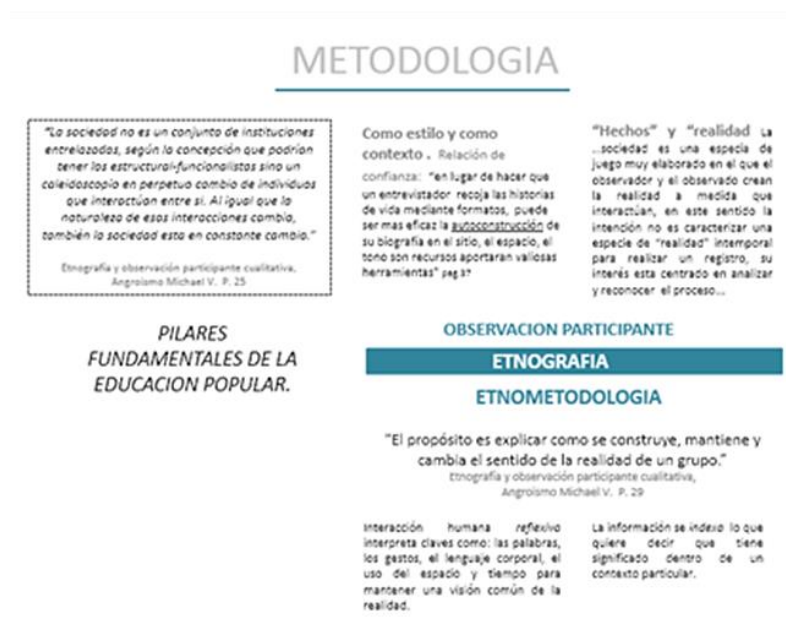 METODOLOGIA
"La sociedad no es un conjunto de instituciones
entrelazadas, según la concepción que podrían
tener los estructural-funcionalistas sino un
caleidoscopio en perpetuo cambio de individuos
que interactúan entre si. Al igual que la
naturaleza de esas interacciones cambia,
también la sociedad esta en constante cambio."
Etnografía y observación participante cualitativa,
Angroismo Michael V. P. 25
PILARES
FUNDAMENTALES DE LA
EDUCACION POPULAR.
Como estilo y como
contexto . Relación de
confianza: "en lugar de hacer que
un entrevistador recoja las historias
de vida mediante formatos, puede
ser mas eficaz la autoconstrucción de
su biografía en el sitio, el espacio, el
tono son recursos aportaran valiosas
herramientas" pag 37
"Hechos" y "realidad La
...sociedad es una especia de
juego muy elaborado en el que el
observador y el observado crean
la realidad a medida que
interactúan, en este sentido la
intención no es caracterizar una
especie de "realidad" intemporal
para realizar un registro, su
interés esta centrado en analizar
y reconocer el proceso...
OBSERVACION PARTICIPANTE
ETNOGRAFIA
ETNOMETODOLOGIA
"El propósito es explicar como se construye, mantiene y
cambia el sentido de la realidad de un grupo."
Etnografía y observación participante cualitativa,
Angroismo Michael V. P. 29
Interacción humana reflexiva
interpreta claves como: las palabras,
los gestos, el lenguaje corporal, el
uso del espacio y tiempo para
mantener una visión común de la
realidad.
La información se indexa lo que
quiere decir que tiene
significado dentro de un
contexto particular.